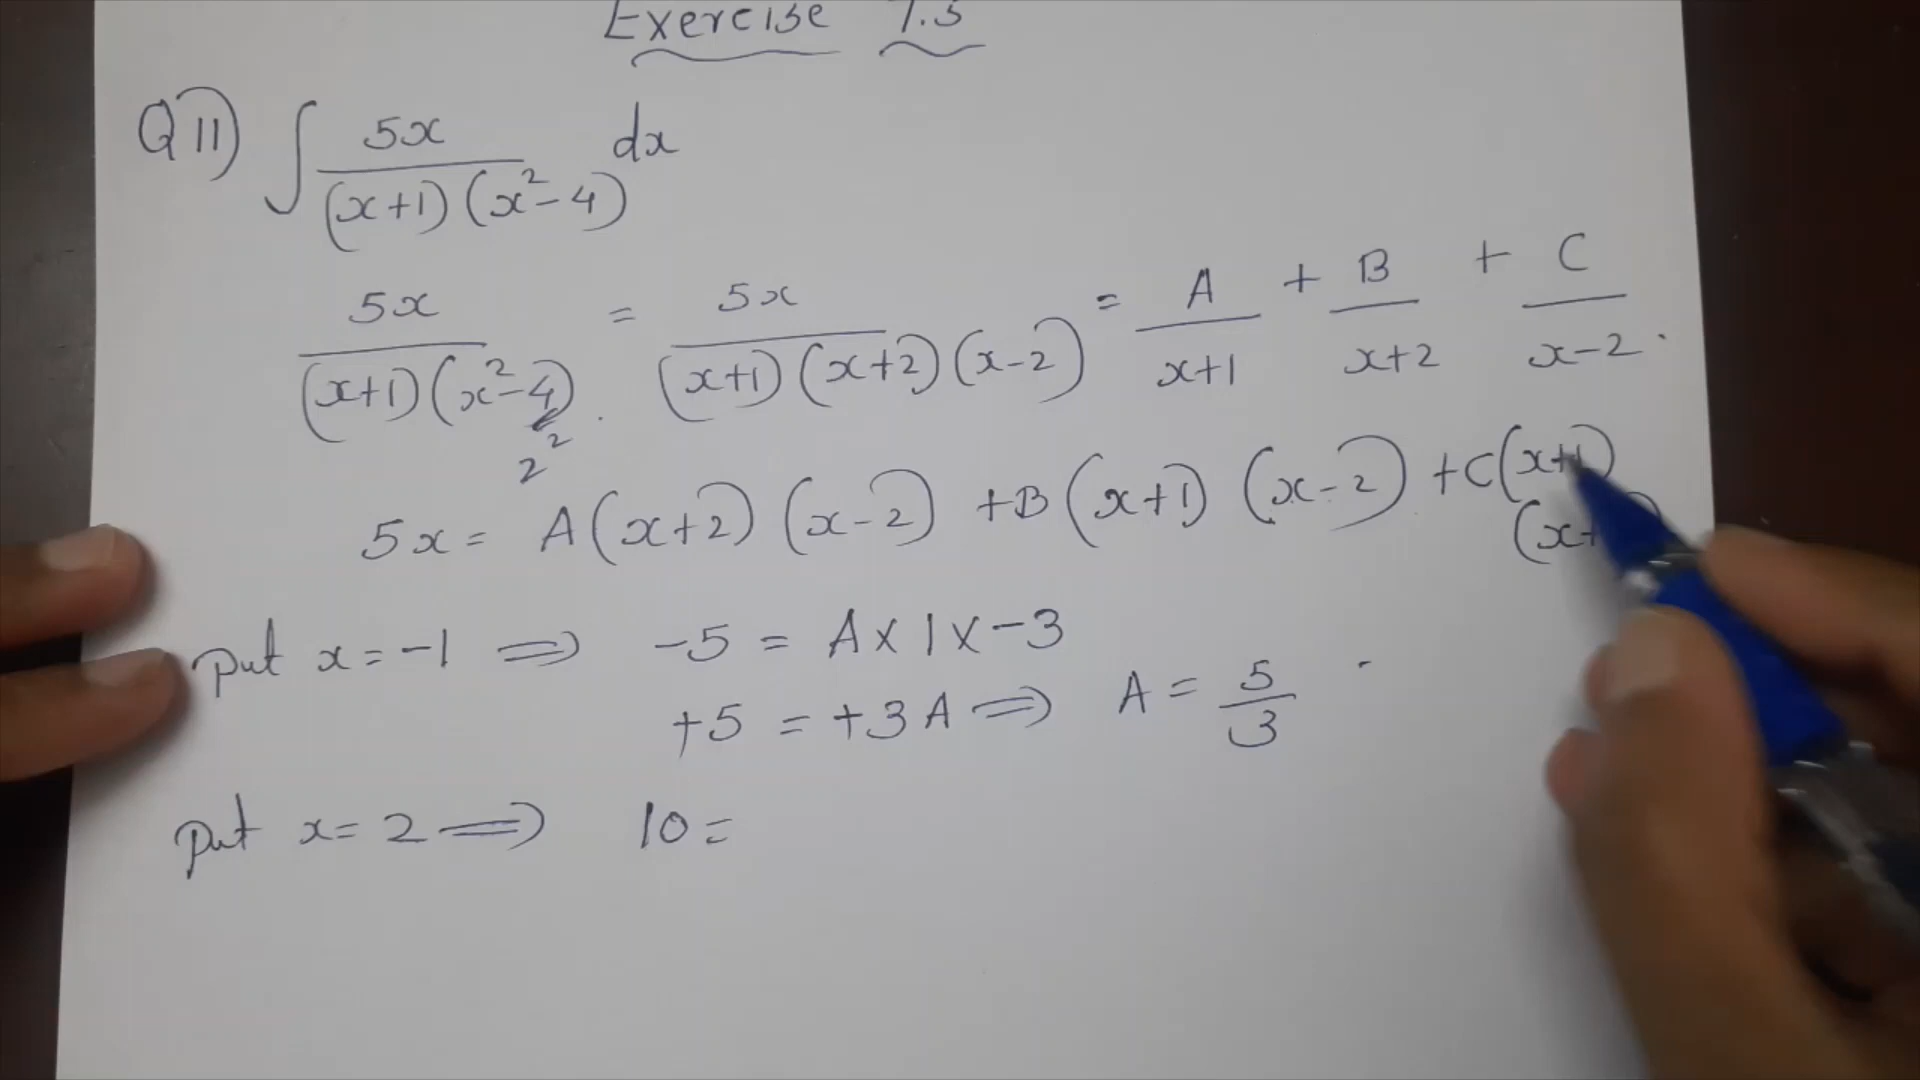 Exercise 7.5
Q11) ∫ 5x / (x+1)(x²-4) dx
5x / (x+1)(x²-4) = 5x / (x+1)(x+2)(x-2) = A / x+1 + B / x+2 + C / x-2 .
2²
5x = A(x+2)(x-2) +B(x+1)(x-2) +C(x+1)
(x+
put x=-1 ⟹ -5 = A×1×-3
+5 = +3A ⟹ A = 5/3
put x=2 ⟹ 10=